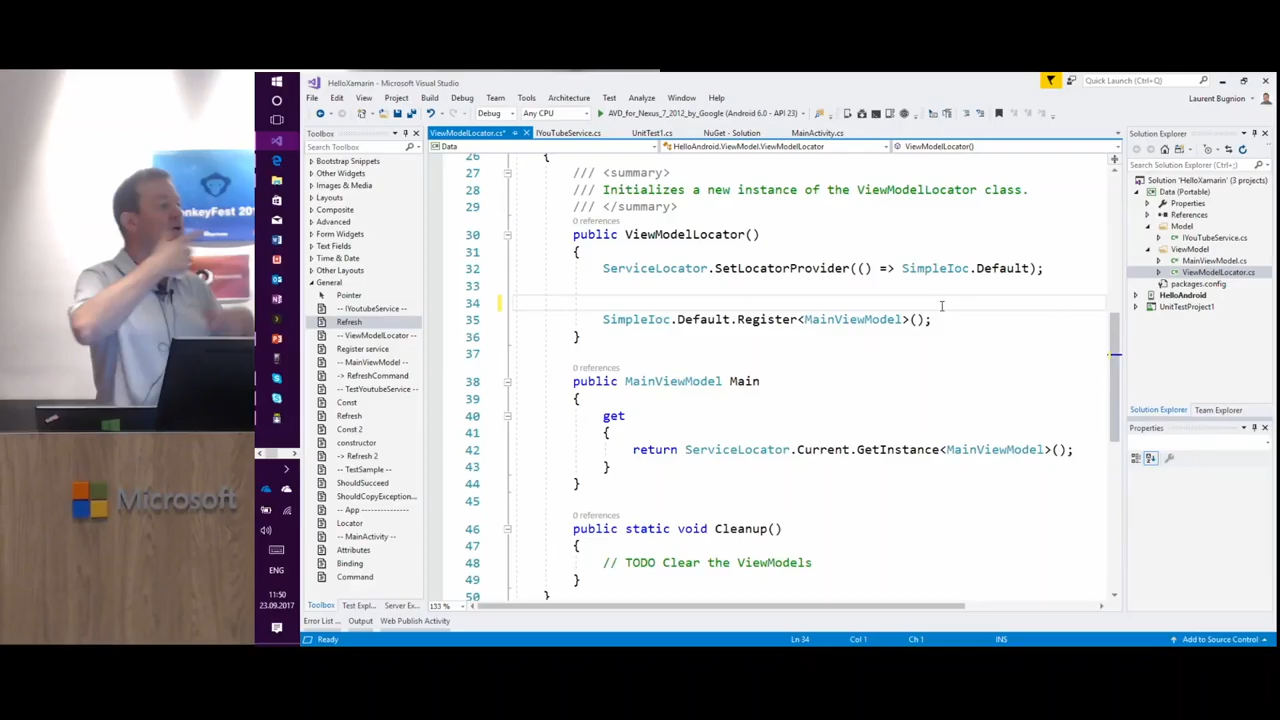 HelloXamarin - Microsoft Visual Studio
Quick Launch (Ctrl+Q)
File Edit View Project Build Debug Team Tools Architecture Test Analyze Window Help
Laurent Bugnion
Debug Any CPU AVD_for_Nexus_7_2012_by_Google (Android 6.0 - API 23)
Toolbox
Search Toolbox
Bootstrap Snippets
Other Widgets
Images & Media
Layouts
Composite
Advanced
Form Widgets
Text Fields
Time & Date
Other Layouts
General
Pointer
-- IYoutubeService --
Refresh
-- ViewModelLocator --
Register service
-- MainViewModel --
-> RefreshCommand
-- TestYoutubeService --
Const
Refresh
Const 2
constructor
-> Refresh 2
-- TestSample --
ShouldSucceed
ShouldCopyException...
-- App ---------------
Locator
-- MainActivity --
Attributes
Binding
Command
Toolbox Test Expl... Server Ex...
ViewModelLocator.cs* IYouTubeService.cs UnitTest1.cs NuGet - Solution MainActivity.cs
Data HelloAndroid.ViewModel.ViewModelLocator ViewModelLocator()
26 {
27 /// <summary>
28 /// Initializes a new instance of the ViewModelLocator class.
29 /// </summary>
0 references
30 public ViewModelLocator()
31 {
32 ServiceLocator.SetLocatorProvider(() => SimpleIoc.Default);
33
34
35 SimpleIoc.Default.Register<MainViewModel>();
36 }
37
0 references
38 public MainViewModel Main
39 {
40 get
41 {
42 return ServiceLocator.Current.GetInstance<MainViewModel>();
43 }
44 }
45
0 references
46 public static void Cleanup()
47 {
48 // TODO Clear the ViewModels
49 }
50 }
133 %
Solution Explorer
Search Solution Explorer (Ctrl+;)
Solution 'HelloXamarin' (3 projects)
Data (Portable)
Properties
References
Model
IYouTubeService.cs
ViewModel
MainViewModel.cs
ViewModelLocator.cs
packages.config
HelloAndroid
UnitTestProject1
Solution Explorer Team Explorer
Properties
Error List ... Output Web Publish Activity
Ready Ln 34 Col 1 Ch 1 INS Add to Source Control
ENG
11:50
23.09.2017
onkeyFest 20
Microsoft